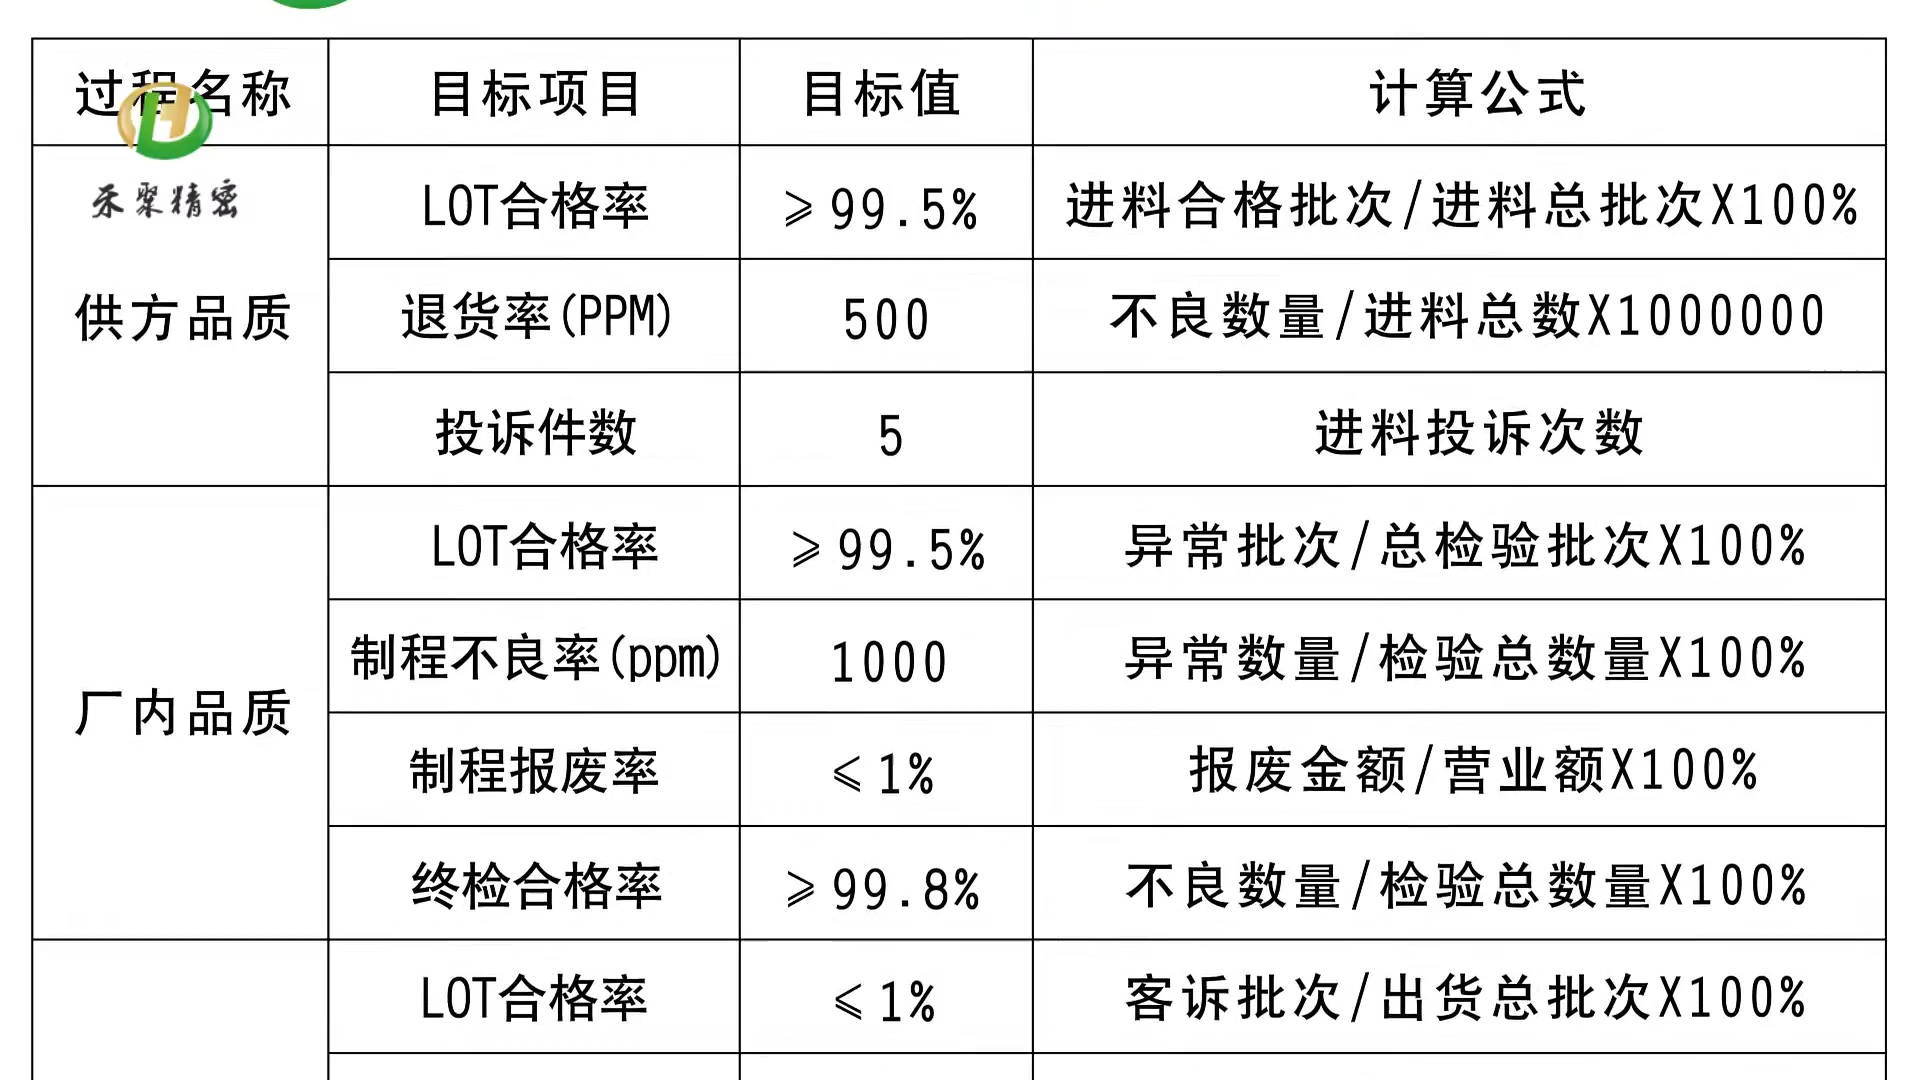 过程名称 目标项目 目标值 计算公式
禾聚精密
LOT合格率 ≥99.5% 进料合格批次/进料总批次X100%
供方品质 退货率(PPM) 500 不良数量/进料总数X1000000
投诉件数 5 进料投诉次数
LOT合格率 ≥99.5% 异常批次/总检验批次X100%
制程不良率(ppm) 1000 异常数量/检验总数量X100%
厂内品质
制程报废率 ≤1% 报废金额/营业额X100%
终检合格率 ≥99.8% 不良数量/检验总数量X100%
LOT合格率 ≤1% 客诉批次/出货总批次X100%